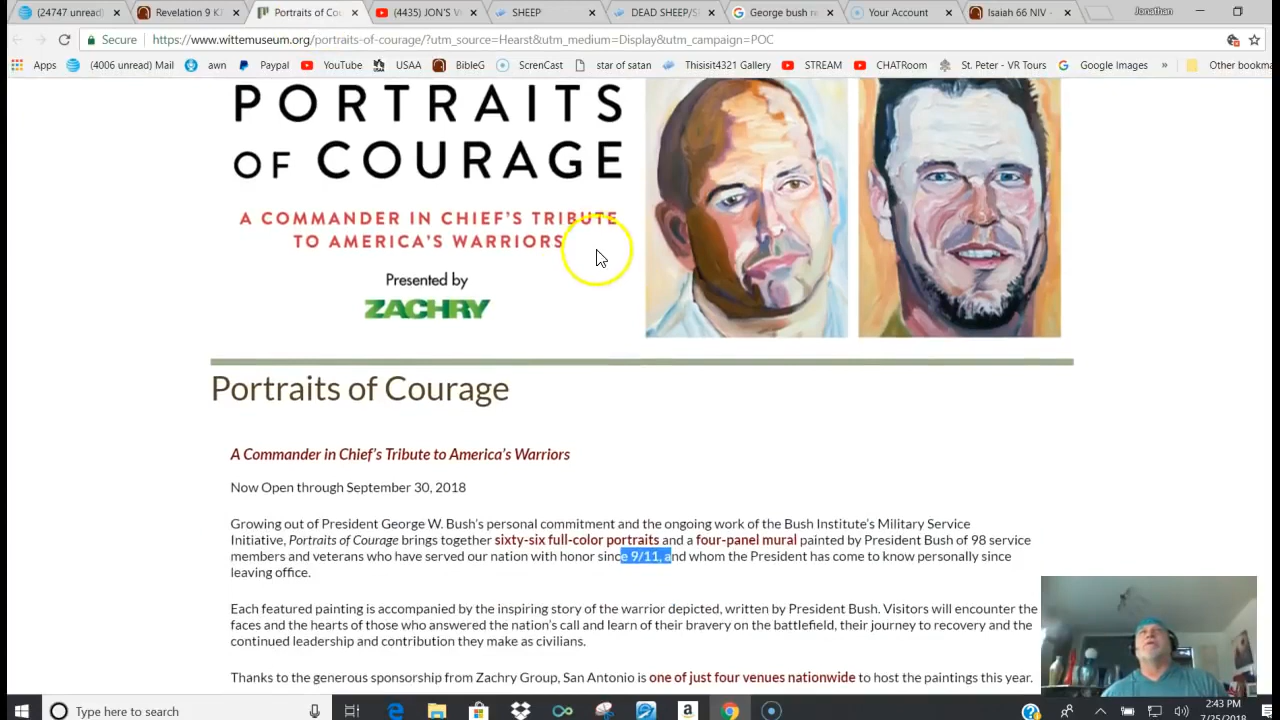 (24747 unread)
Revelation 9 K
Portraits of Cou
(4435) JON'S V
SHEEP
DEAD SHEEP/S
George bush re
Your Account
Isaiah 66 NIV -
Jonathan
Secure
https://www.wittemuseum.org/portraits-of-courage/?utm_source=Hearst&utm_medium=Display&utm_campaign=POC
Apps
(4006 unread) Mail
awn
Paypal
YouTube
USAA
BibleG
ScrenCast
star of satan
Thisisit4321 Gallery
STREAM
CHATRoom
St. Peter - VR Tours
Google Images
»
Other bookma
PORTRAITS
OF COURAGE
A COMMANDER IN CHIEF'S TRIBUTE
TO AMERICA'S WARRIORS
Presented by
ZACHRY
Portraits of Courage
A Commander in Chief's Tribute to America's Warriors
Now Open through September 30, 2018
Growing out of President George W. Bush's personal commitment and the ongoing work of the Bush Institute's Military Service
Initiative, Portraits of Courage brings together sixty-six full-color portraits and a four-panel mural painted by President Bush of 98 service
members and veterans who have served our nation with honor since 9/11, and whom the President has come to know personally since
leaving office.
Each featured painting is accompanied by the inspiring story of the warrior depicted, written by President Bush. Visitors will encounter the
faces and the hearts of those who answered the nation's call and learn of their bravery on the battlefield, their journey to recovery and the
continued leadership and contribution they make as civilians.
Thanks to the generous sponsorship from Zachry Group, San Antonio is one of just four venues nationwide to host the paintings this year.
Type here to search
2:43 PM
7/25/2018